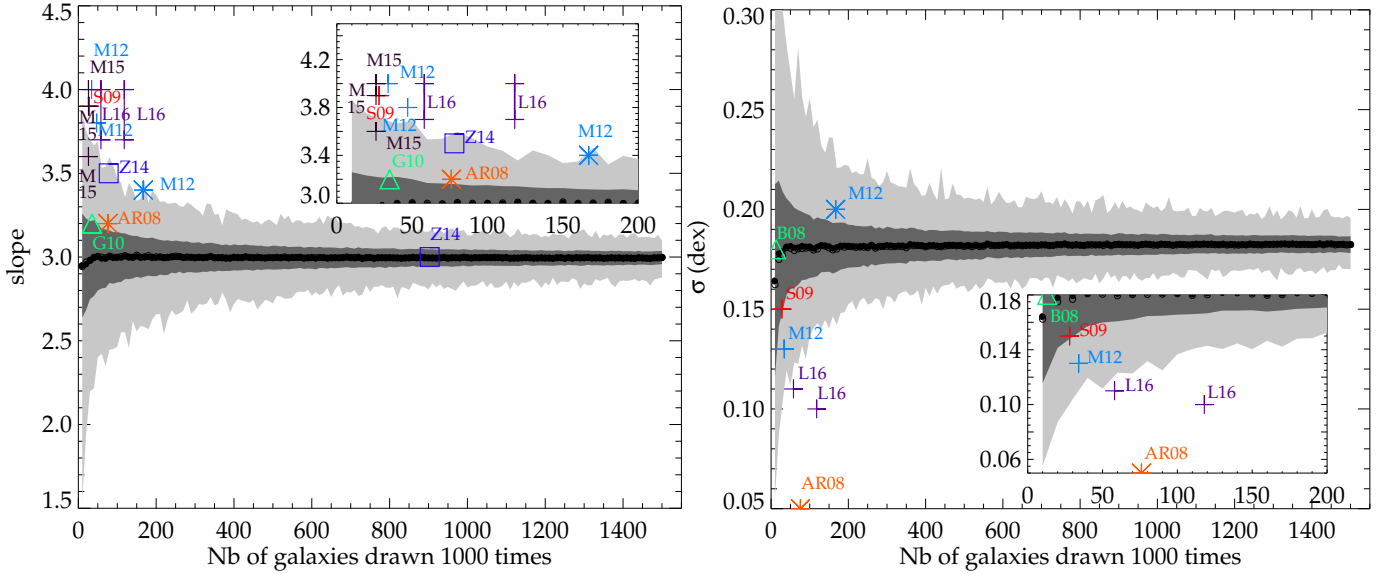 4.5
4.0
3.5
3.0
2.5
2.0
1.5
slope
0 200 400 600 800 1000 1200 1400
Nb of galaxies drawn 1000 times
M12
M15
S09
L16 L16
M
15
M12
M
15
Z14
M12
AR08
G10
Z14
4.2
3.8
3.4
3.0
0 50 100 150 200
M15
M12
M
15
S09
L16
L16
M12
M15
Z14
M12
G10
AR08
0.30
0.25
0.20
0.15
0.10
0.05
σ (dex)
0 200 400 600 800 1000 1200 1400
Nb of galaxies drawn 1000 times
M12
B08
S09
M12
L16
L16
AR08
0.18
0.14
0.10
0.06
0 50 100 150 200
B08
S09
M12
L16
L16
AR08